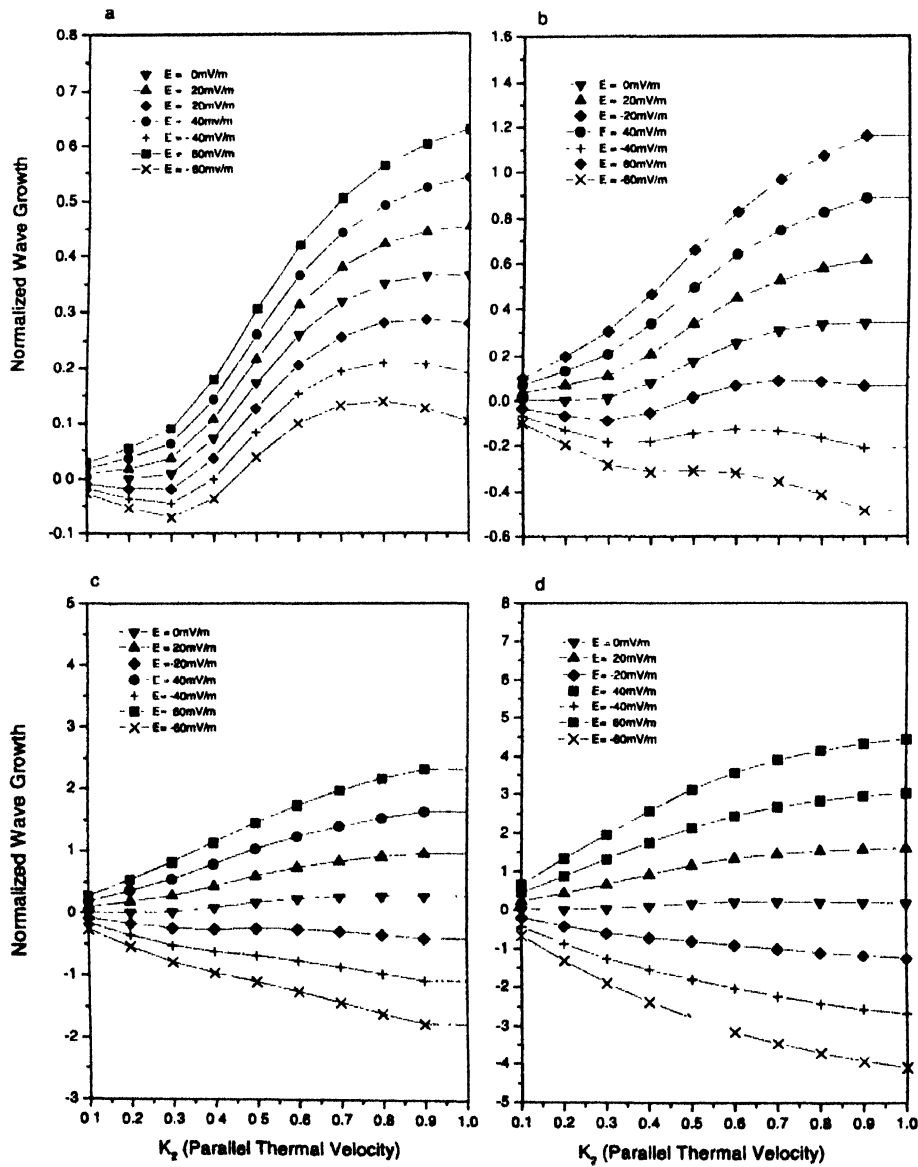 a
0.8
0.7
0.6
0.5
0.4
0.3
0.2
0.1
0.0
-0.1
Normalized Wave Growth
E = 0mV/m
E = 20mV/m
E = 20mV/m
E = 40mv/m
E = -40mV/m
E = 60mV/m
E = -60mv/m
b
1.6
1.4
1.2
1.0
0.8
0.6
0.4
0.2
0.0
-0.2
-0.4
-0.6
E = 0mV/m
E = 20mV/m
E = -20mV/m
F = 40mV/m
E = -40mV/m
E = 60mV/m
E = -60mV/m
c
5
4
3
2
1
0
-1
-2
-3
Normalized Wave Growth
E = 0mV/m
E = 20mV/m
E = -20mV/m
E = 40mV/m
E = -40mV/m
E = 60mV/m
E = -60mV/m
0.1 0.2 0.3 0.4 0.5 0.6 0.7 0.8 0.9 1.0
K_z (Parallel Thermal Velocity)
d
8
7
6
5
4
3
2
1
0
-1
-2
-3
-4
-5
E = 0mV/m
E = 20mV/m
E = -20mV/m
E = 40mV/m
E = -40mV/m
E = 60mV/m
E = -60mV/m
0.1 0.2 0.3 0.4 0.5 0.6 0.7 0.8 0.9 1.0
K_? (Parallel Thermal Velocity)